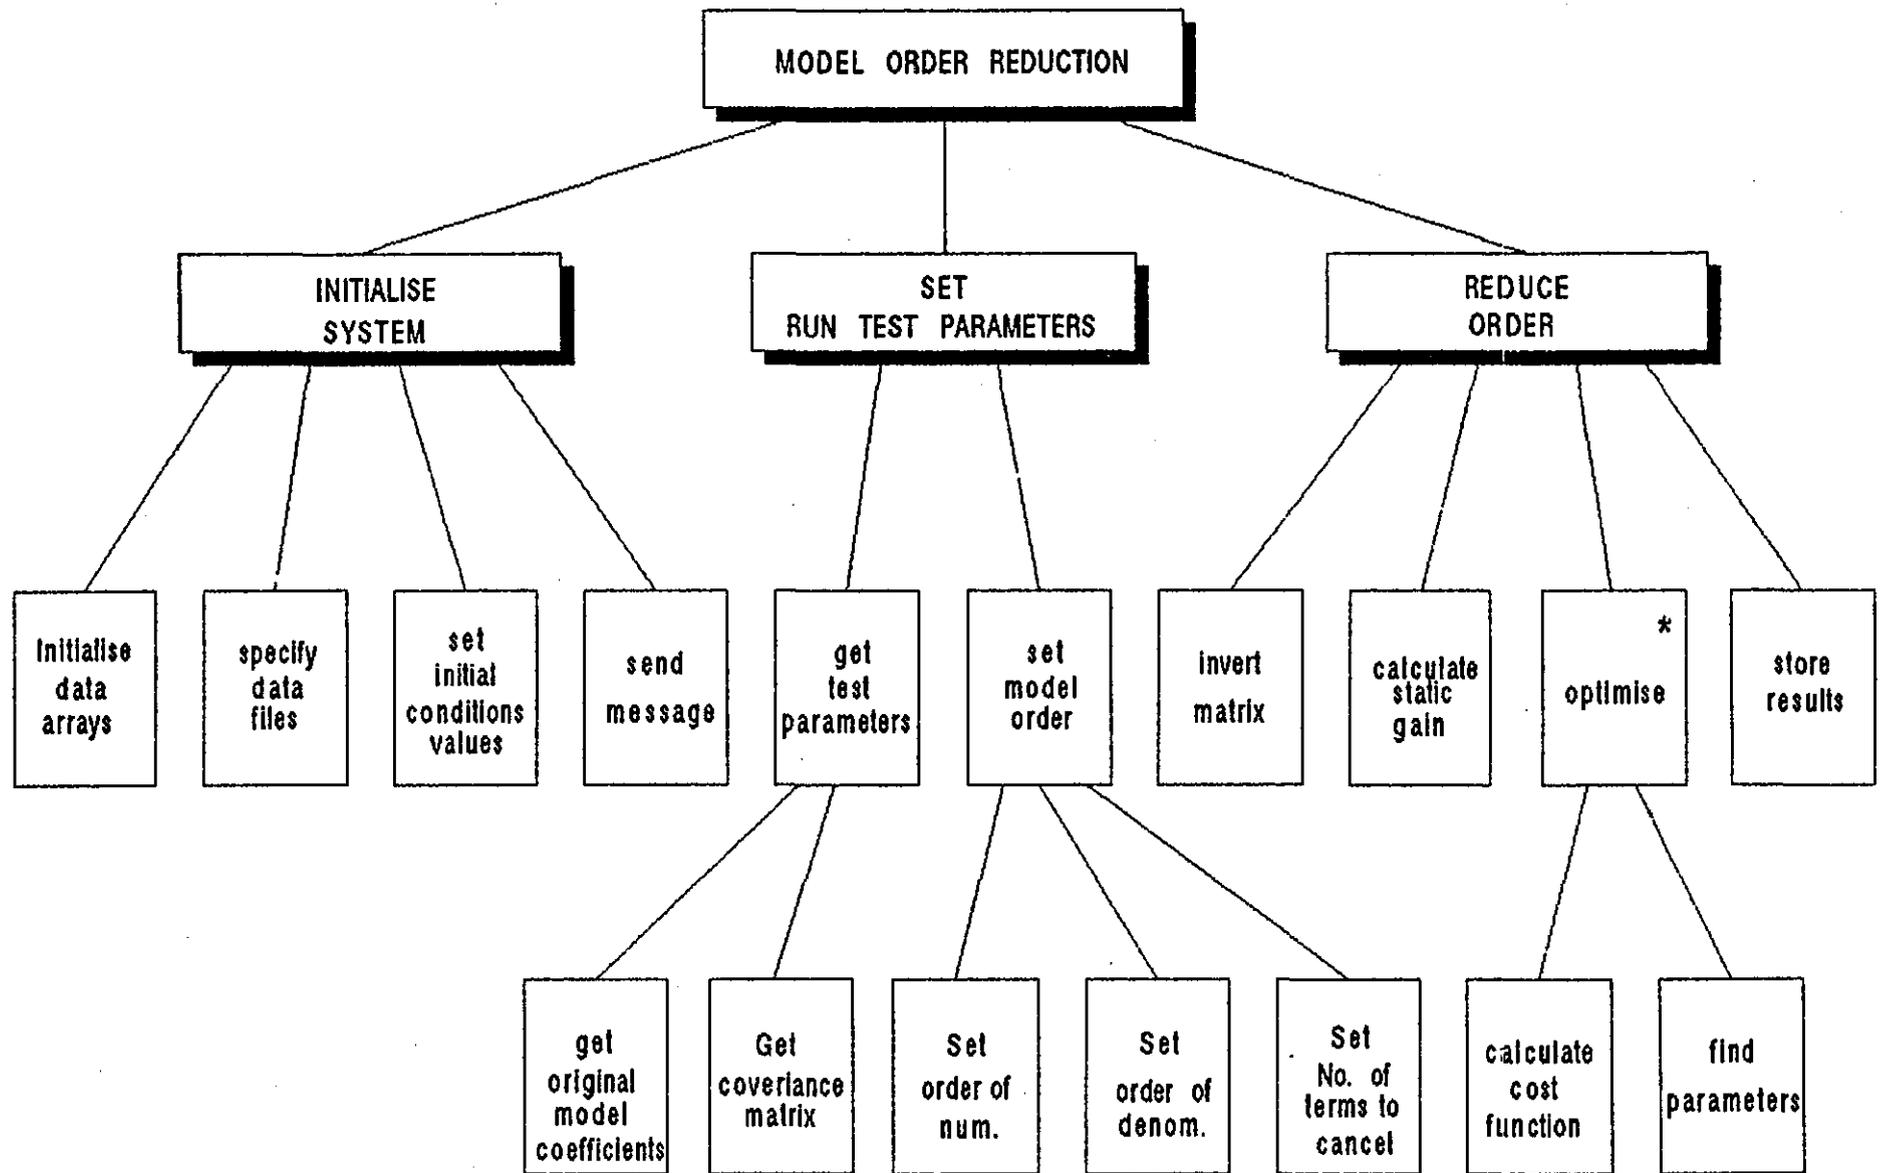 MODEL ORDER REDUCTION
INITIALISE
SYSTEM
SET
RUN TEST PARAMETERS
REDUCE
ORDER
Initialise
data
arrays
specify
data
files
set
initial
conditions
values
send
message
get
test
parameters
set
model
order
invert
matrix
calculate
static
gain
*
optimise
store
results
get
original
model
coefficients
Get
coveriance
matrix
Set
order of
num.
Set
order of
denom.
Set
No. of
terms to
cancel
calculate
cost
function
find
parameters